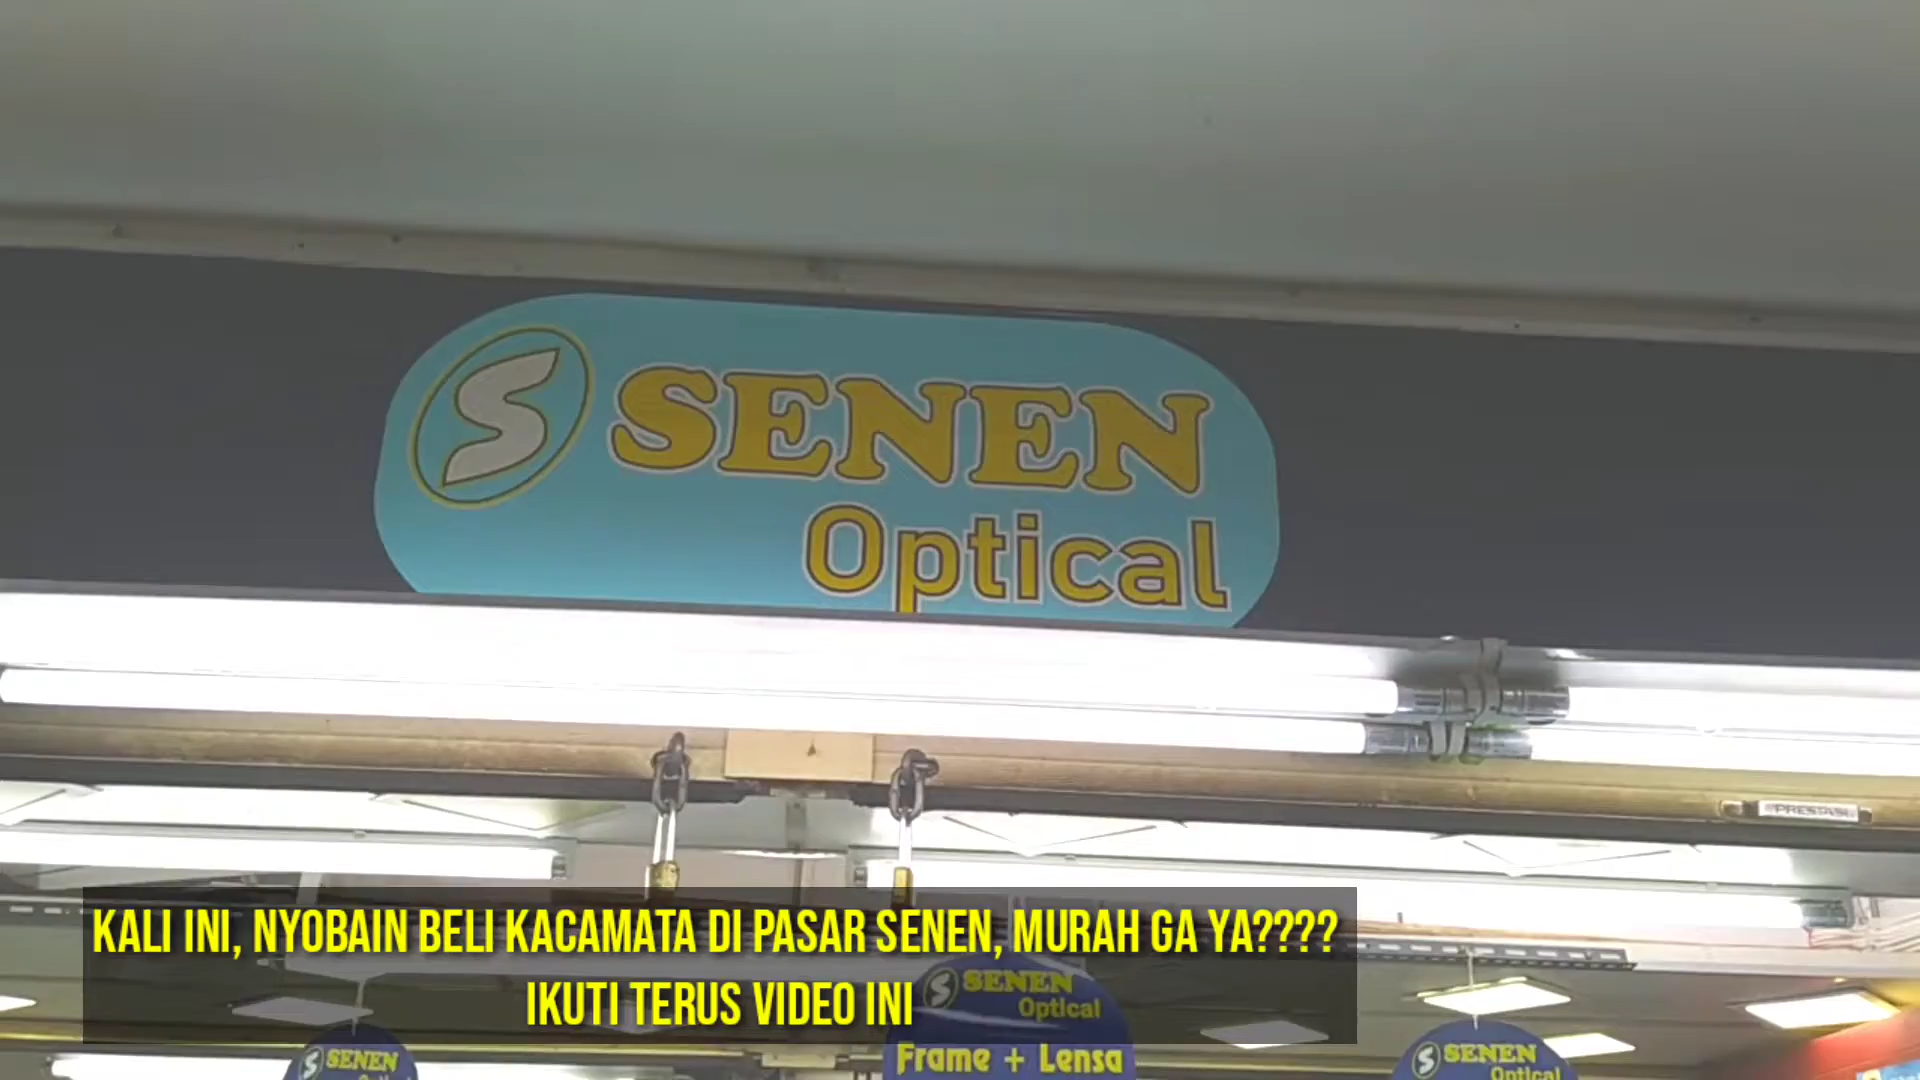 S SENEN
Optical
PRESTASI
KALI INI, NYOBAIN BELI KACAMATA DI PASAR SENEN, MURAH GA YA????
IKUTI TERUS VIDEO INI
S SENEN
Optical
Frame + Lensa
S SENEN
S SENEN
Optical